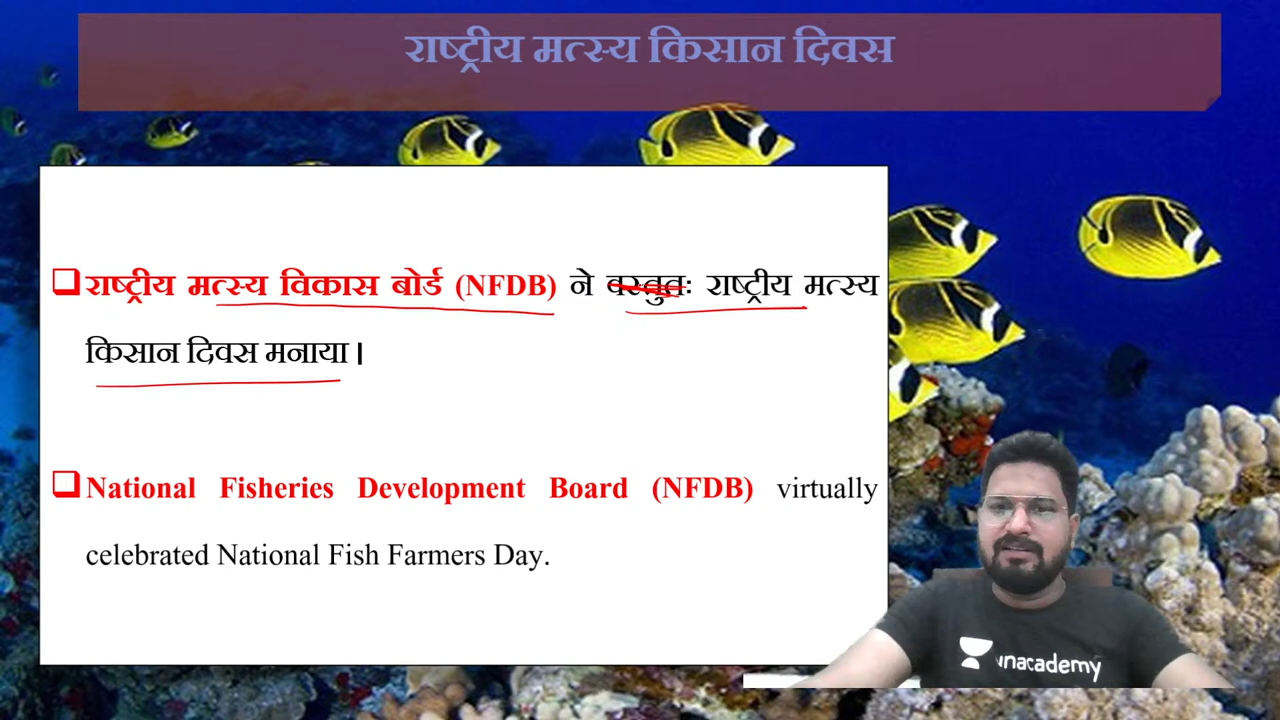 राष्ट्रीय मत्स्य किसान दिवस
राष्ट्रीय मत्स्य विकास बोर्ड (NFDB) ने वस्तुतः राष्ट्रीय मत्स्य
किसान दिवस मनाया।
National Fisheries Development Board (NFDB) virtually
celebrated National Fish Farmers Day.
unacademy